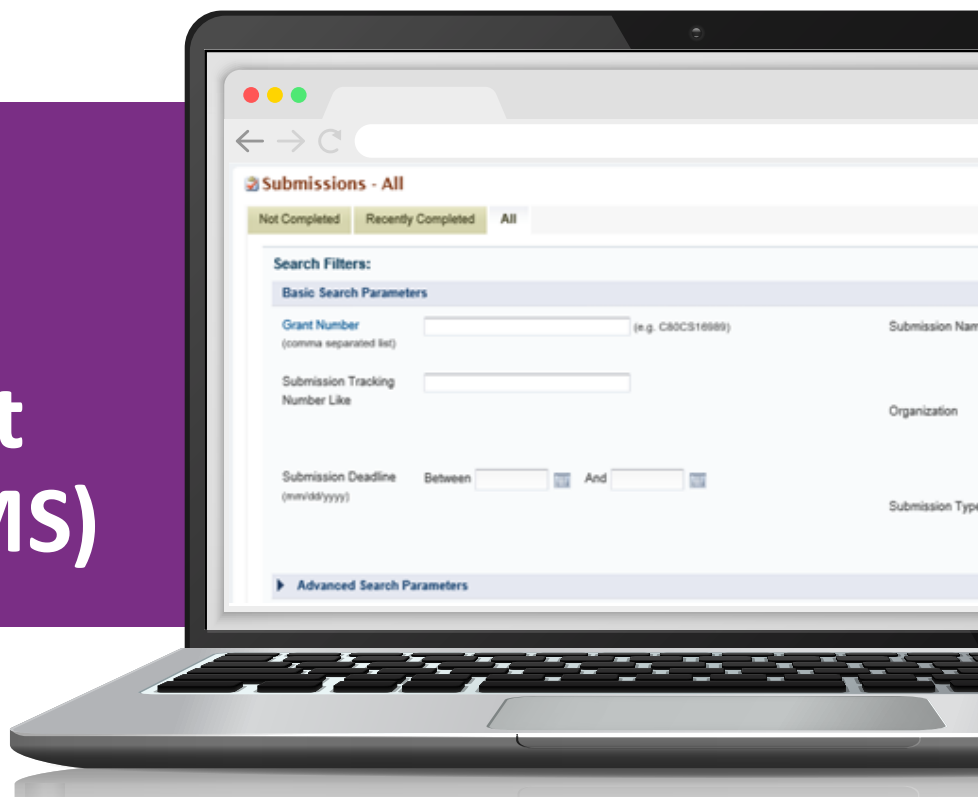 Submissions - All
Not Completed Recently Completed All
Search Filters:
Basic Search Parameters
Grant Number (e.g. C80CS16989) Submission Nam
(comma separated list)
Submission Tracking
Number Like
Organization
t
Submission Deadline Between And
(mm/dd/yyyy)
Submission Type
MS)
Advanced Search Parameters